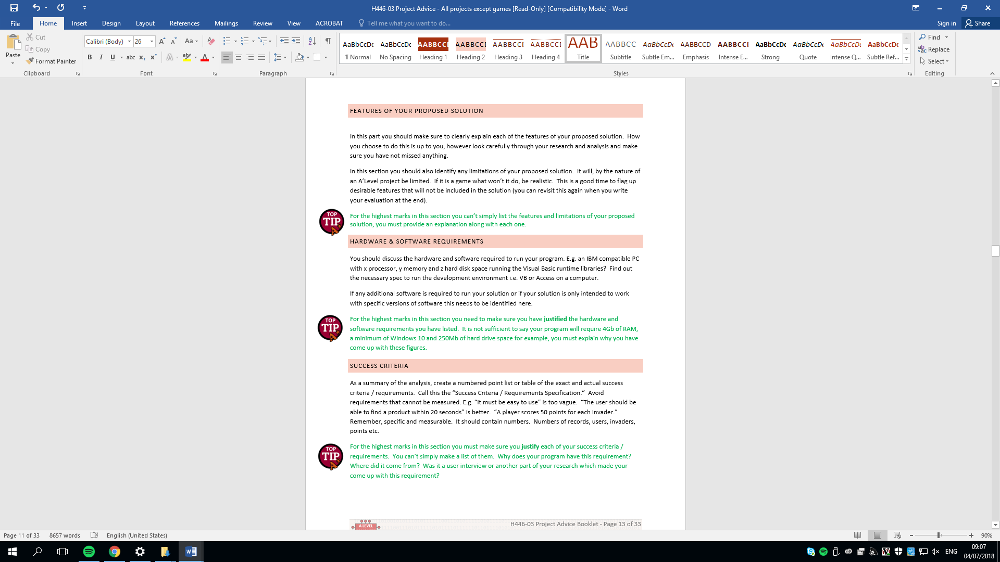 H446-03 Project Advice - All projects except games [Read-Only] [Compatibility Mode] - Word
File Home Insert Design Layout References Mailings Review View ACROBAT Tell me what you want to do... Sign in Share
Paste
Cut
Copy
Format Painter
Clipboard
Calibri (Body) 26
Font
Paragraph
AaBbCcDc AaBbCcDc AABBCCI AABBCCI AABBCCI AABBCCI AAB AABBCC AaBbCcDc AABBCCD AABBCCI AaBbCcDc AaBbCcDc AaBbCcDc AaBbCcDc
¶ Normal No Spacing Heading 1 Heading 2 Heading 3 Heading 4 Title Subtitle Subtle Em... Emphasis Intense E... Strong Quote Intense Q... Subtle Ref...
Styles
Find
Replace
Select
Editing
FEATURES OF YOUR PROPOSED SOLUTION
In this part you should make sure to clearly explain each of the features of your proposed solution.  How
you choose to do this is up to you, however look carefully through your research and analysis and make
sure you have not missed anything.
In this section you should also identify any limitations of your proposed solution.  It will, by the nature of
an A’Level project be limited.  If it is a game what won’t it do, be realistic.  This is a good time to flag up
desirable features that will not be included in the solution (you can revisit this again when you write
your evaluation at the end).
TOP
TIP
A*
For the highest marks in this section you can’t simply list the features and limitations of your proposed
solution, you must provide an explanation along with each one.
HARDWARE & SOFTWARE REQUIREMENTS
You should discuss the hardware and software required to run your program. E.g. an IBM compatible PC
with x processor, y memory and z hard disk space running the Visual Basic runtime libraries?  Find out
the necessary spec to run the development environment i.e. VB or Access on a computer.
If any additional software is required to run your solution or if your solution is only intended to work
with specific versions of software this needs to be identified here.
TOP
TIP
A*
For the highest marks in this section you need to make sure you have justified the hardware and
software requirements you have listed.  It is not sufficient to say your program will require 4Gb of RAM,
a minimum of Windows 10 and 250Mb of hard drive space for example, you must explain why you have
come up with these figures.
SUCCESS CRITERIA
As a summary of the analysis, create a numbered point list or table of the exact and actual success
criteria / requirements.  Call this the “Success Criteria / Requirements Specification.”  Avoid
requirements that cannot be measured. E.g. “It must be easy to use” is too vague.  “The user should be
able to find a product within 20 seconds” is better.  “A player scores 50 points for each invader.”
Remember, specific and measurable.  It should contain numbers.  Numbers of records, users, invaders,
points etc.
TOP
TIP
A*
For the highest marks in this section you must make sure you justify each of your success criteria /
requirements.  You can’t simply make a list of them.  Why does your program have this requirement?
Where did it come from?  Was it a user interview or another part of your research which made your
come up with this requirement?
A LEVEL
H446-03 Project Advice Booklet - Page 13 of 33
Page 11 of 33 8657 words English (United States) 90%
ENG
09:07
04/07/2018